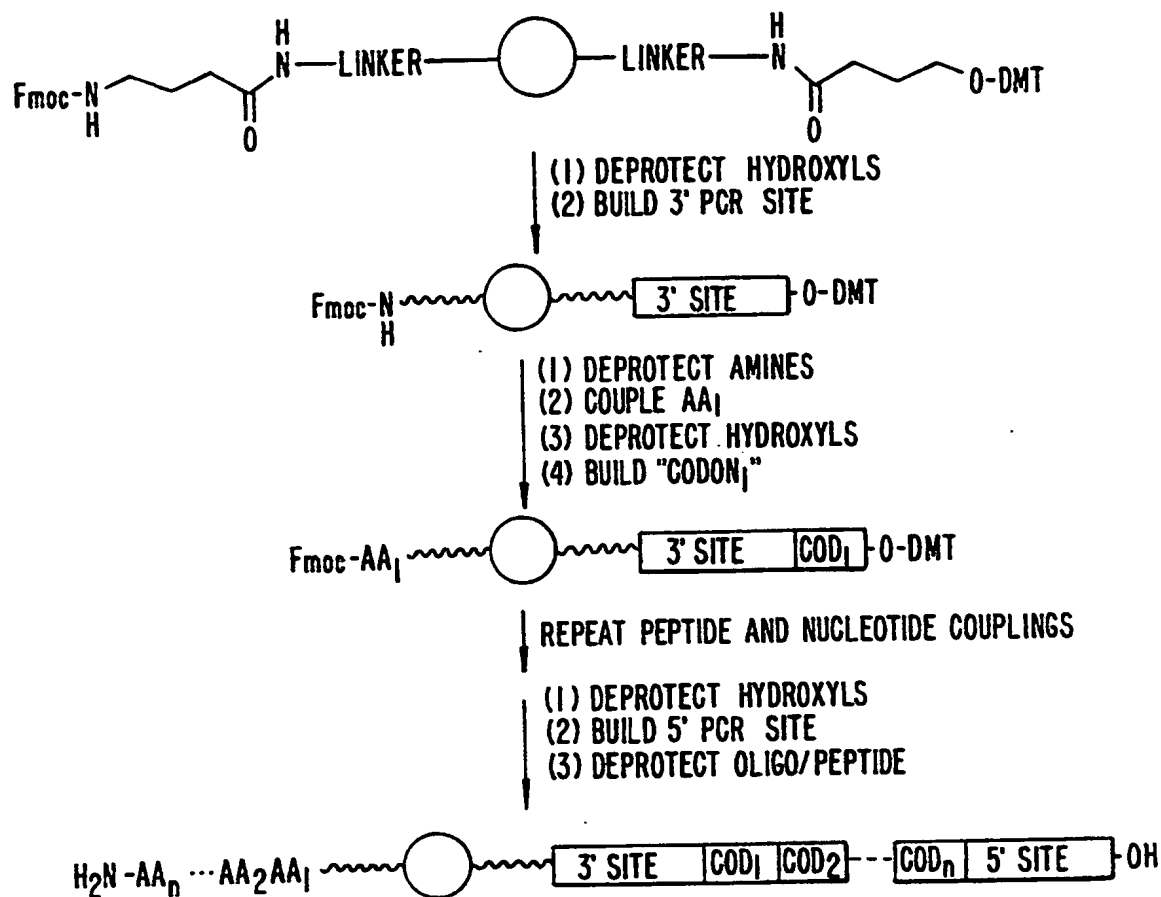 H
N—LINKER—
—LINKER—N
H
Fmoc-N
H
O
O
O-DMT
(1) DEPROTECT HYDROXYLS
(2) BUILD 3' PCR SITE
Fmoc-N
H
3' SITE
O-DMT
(1) DEPROTECT AMINES
(2) COUPLE AA₁
(3) DEPROTECT HYDROXYLS
(4) BUILD "CODON₁"
Fmoc-AA₁
3' SITE COD₁ O-DMT
REPEAT PEPTIDE AND NUCLEOTIDE COUPLINGS
(1) DEPROTECT HYDROXYLS
(2) BUILD 5' PCR SITE
(3) DEPROTECT OLIGO/PEPTIDE
H₂N-AAₙ ··· AA₂AA₁
3' SITE COD₁ COD₂ --- CODₙ 5' SITE -OH